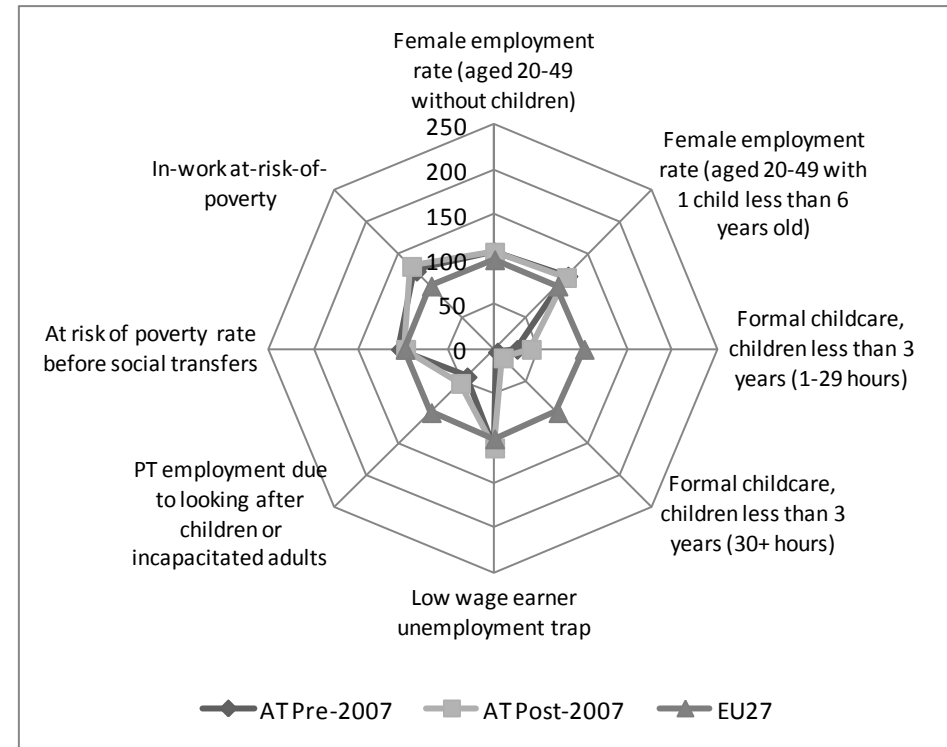 Female employment
rate (aged 20-49
without children)
Female employment
rate (aged 20-49 with
1 child less than 6
years old)
Formal childcare,
children less than 3
years (1-29 hours)
Formal childcare,
children less than 3
years (30+ hours)
Low wage earner
unemployment trap
PT employment due
to looking after
children or
incapacitated adults
At risk of poverty rate
before social transfers
In-work at-risk-of-
poverty
250
200
150
100
50
0
AT Pre-2007
AT Post-2007
EU27